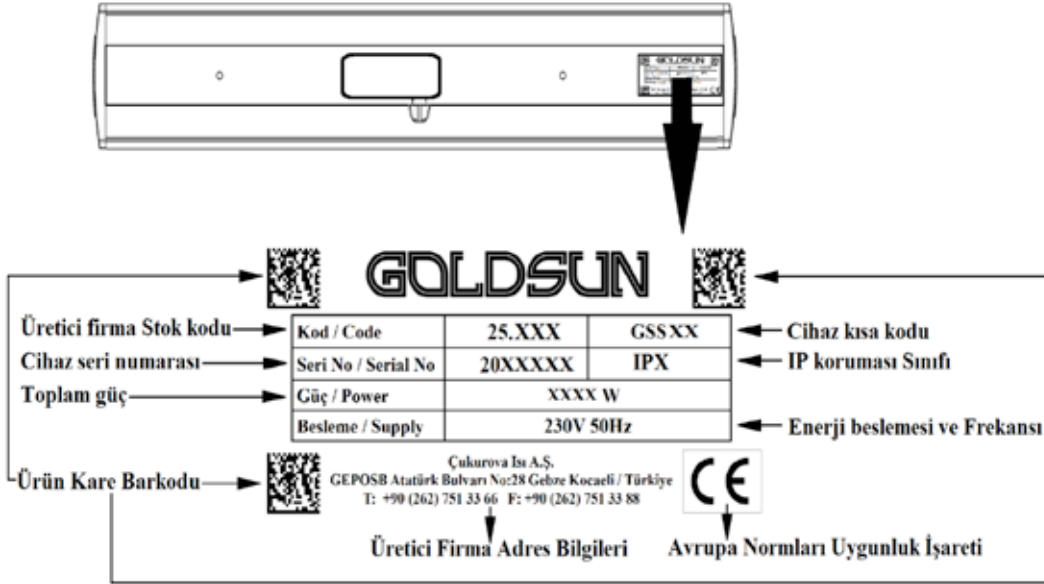 GOLDSUN
GOLDSUN
Üretici firma Stok kodu
Kod / Code
25.XXX
GSSXX
Cihaz kısa kodu
Cihaz seri numarası
Seri No / Serial No
20XXXXX
IPX
IP koruması Sınıfı
Toplam güç
Güç / Power
XXXX W
Besleme / Supply
230V 50Hz
Enerji beslemesi ve Frekansı
Ürün Kare Barkodu
Çukurova Isı A.Ş.
GEPOSB Atatürk Bulvarı No:28 Gebze Kocaeli / Türkiye
T: +90 (262) 751 33 66 F: +90 (262) 751 33 88
CE
Üretici Firma Adres Bilgileri
Avrupa Normları Uygunluk İşareti